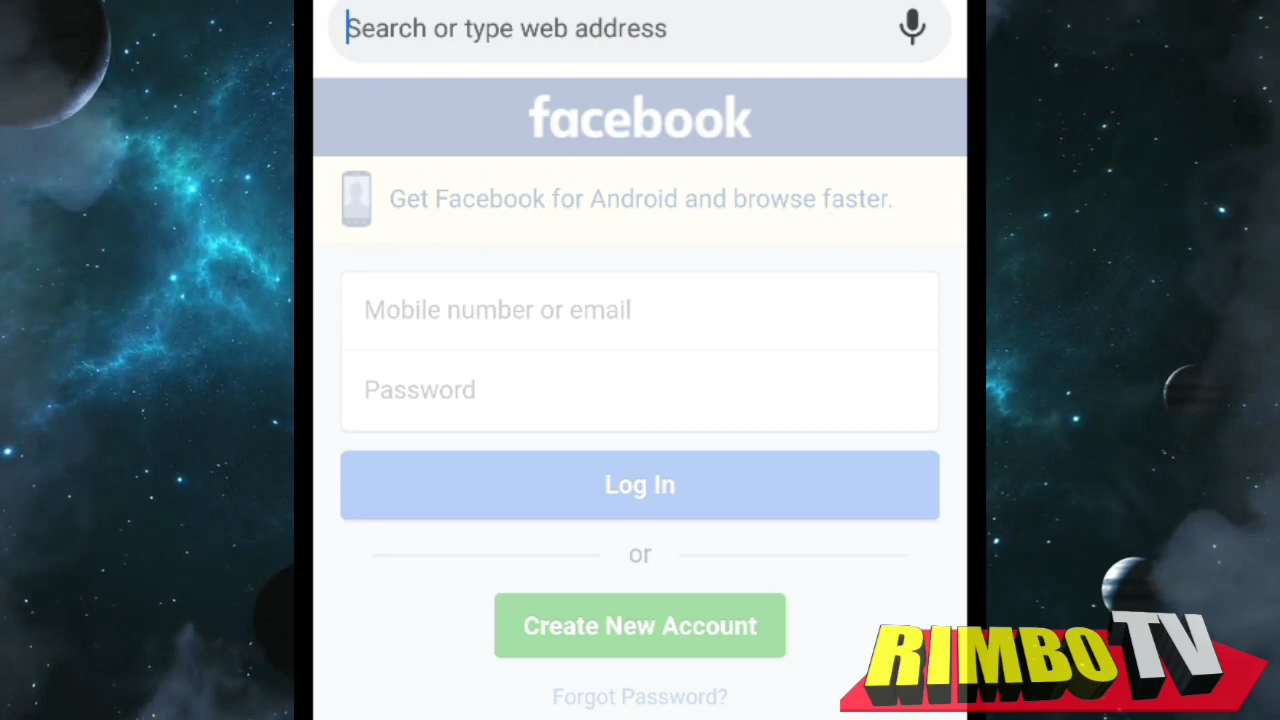 Search or type web address
facebook
Get Facebook for Android and browse faster.
Mobile number or email
Password
Log In
or
Create New Account
Forgot Password?
RIMBO TV